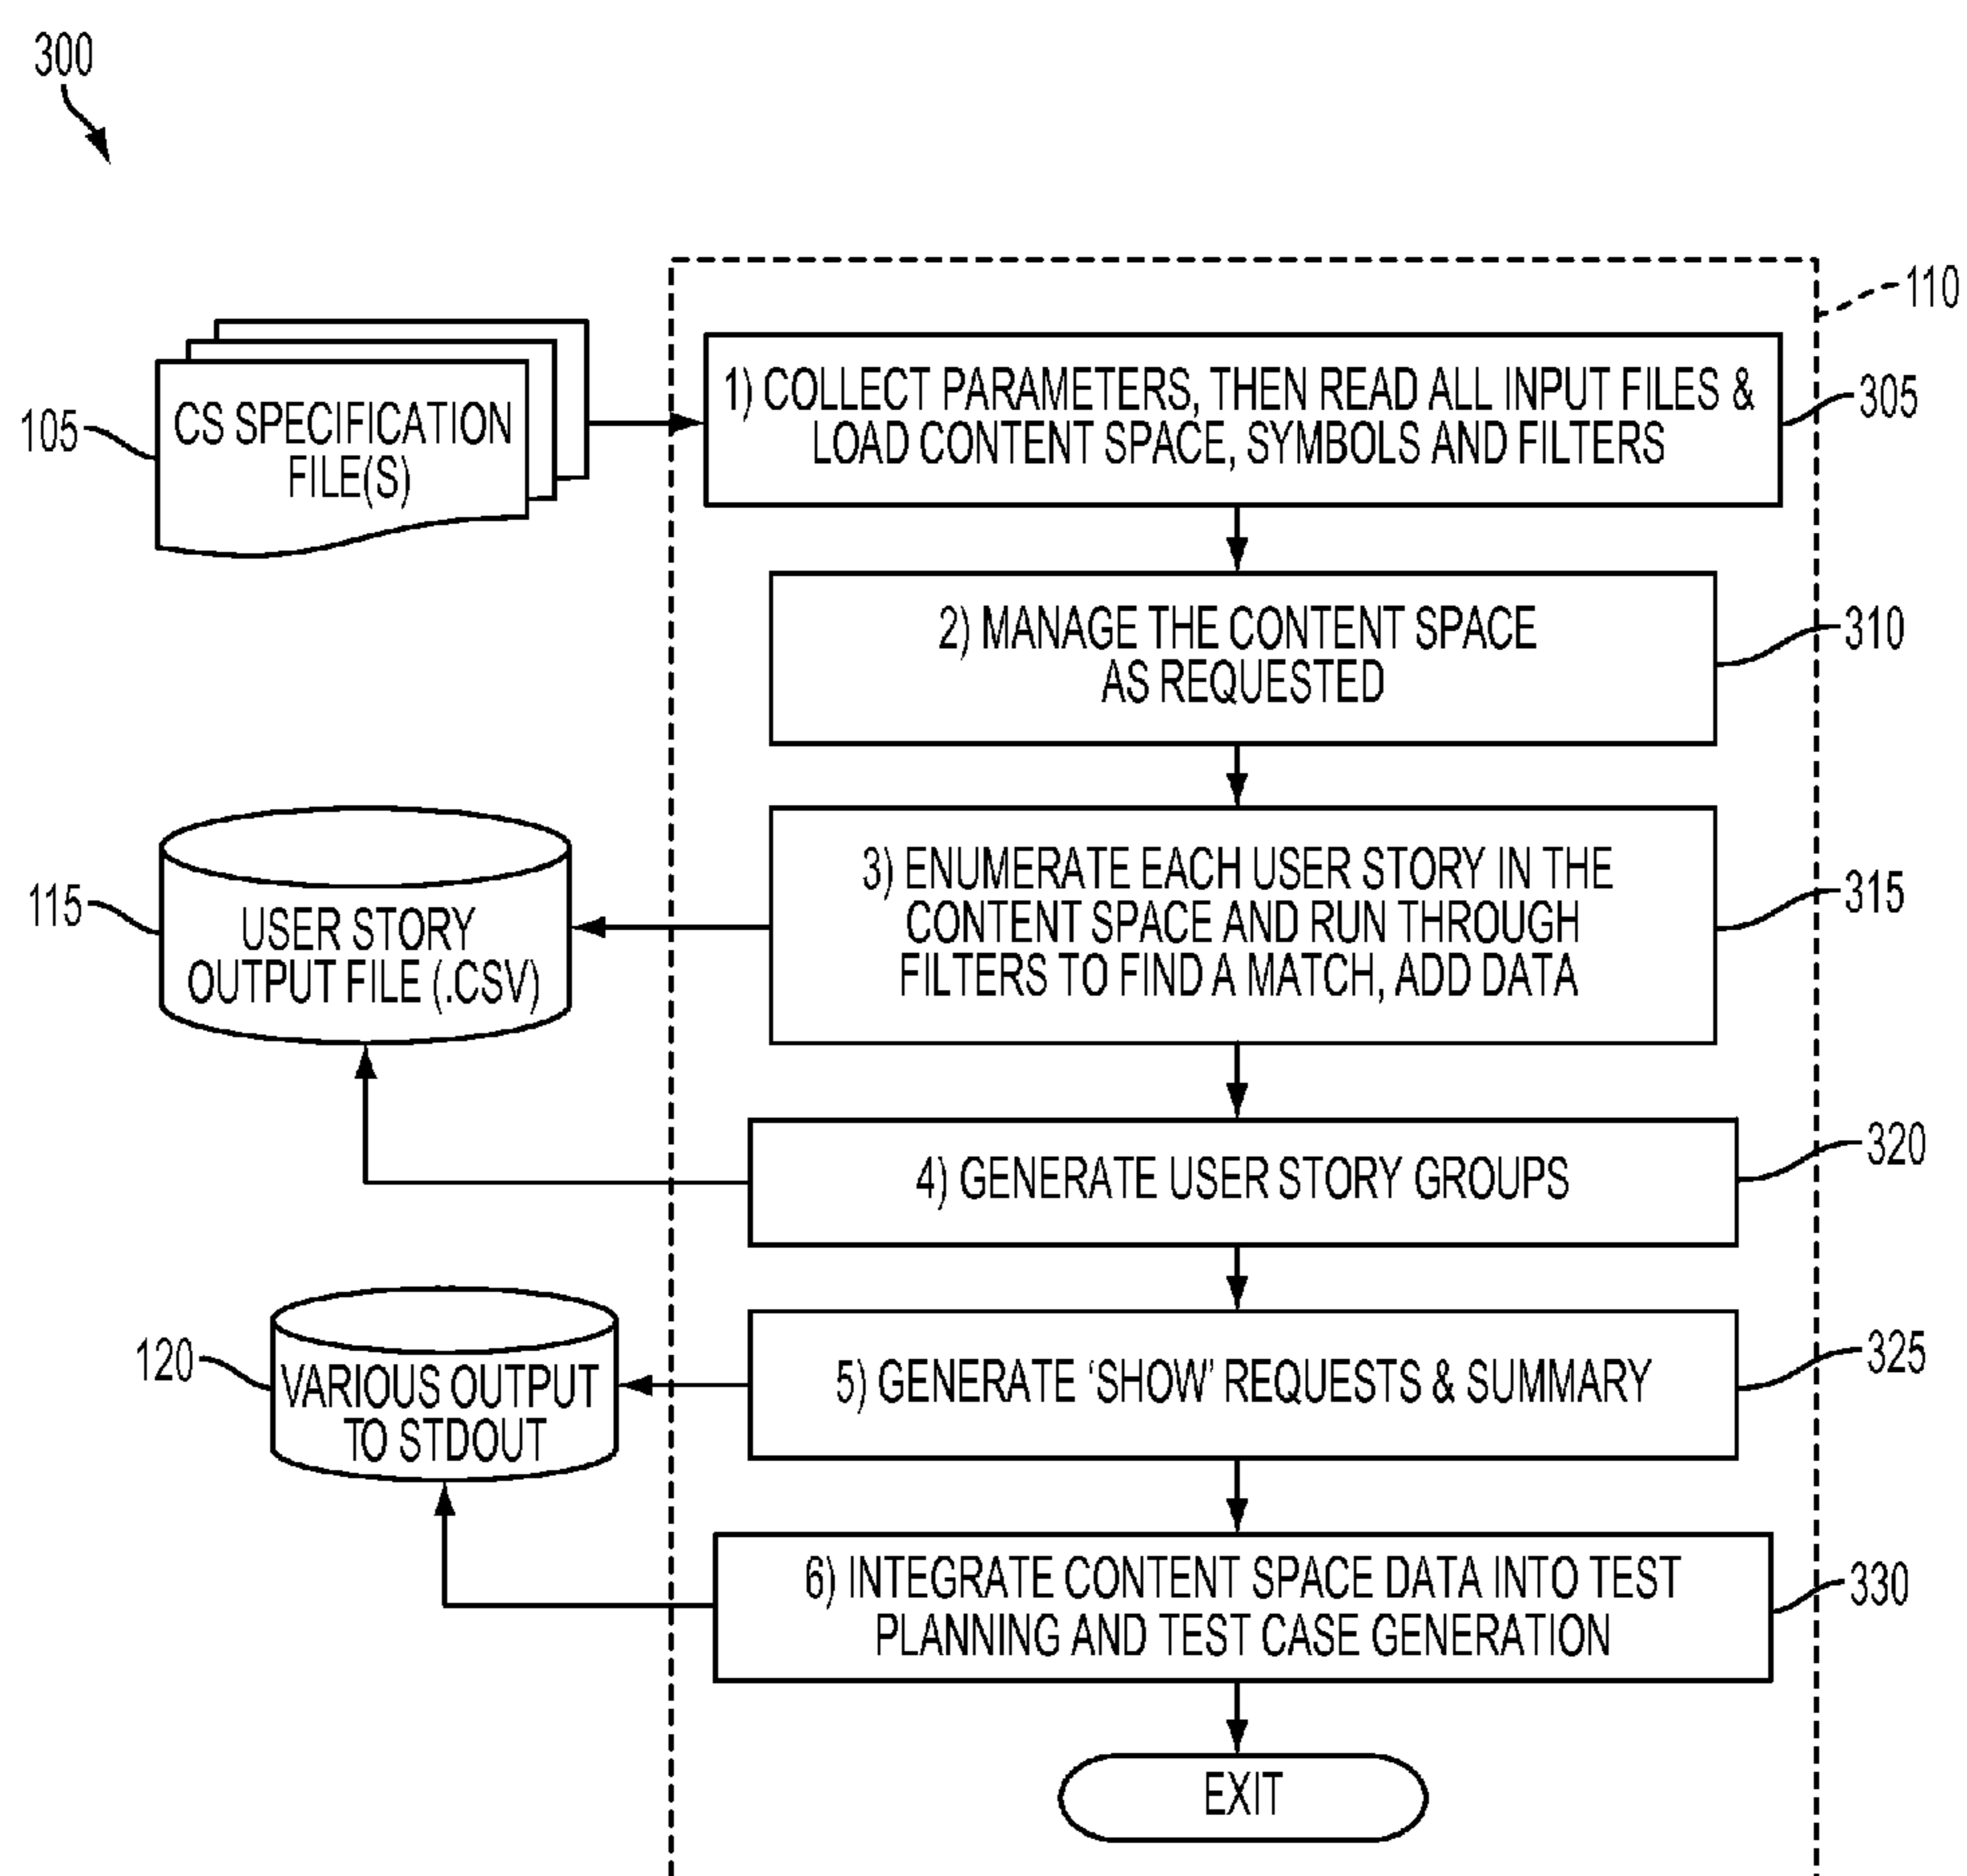 300
110
105
CS SPECIFICATION
FILE(S)
1) COLLECT PARAMETERS, THEN READ ALL INPUT FILES &
LOAD CONTENT SPACE, SYMBOLS AND FILTERS
305
2) MANAGE THE CONTENT SPACE
AS REQUESTED
310
115
USER STORY
OUTPUT FILE (.CSV)
3) ENUMERATE EACH USER STORY IN THE
CONTENT SPACE AND RUN THROUGH
FILTERS TO FIND A MATCH, ADD DATA
315
4) GENERATE USER STORY GROUPS
320
120
VARIOUS OUTPUT
TO STDOUT
5) GENERATE ‘SHOW’ REQUESTS & SUMMARY
325
6) INTEGRATE CONTENT SPACE DATA INTO TEST
PLANNING AND TEST CASE GENERATION
330
EXIT